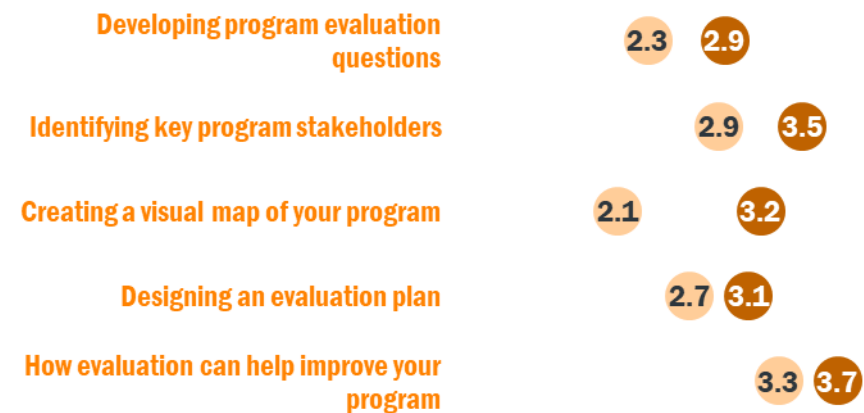 Developing program evaluation
questions
2.3 2.9
Identifying key program stakeholders
2.9 3.5
Creating a visual map of your program
2.1 3.2
Designing an evaluation plan
2.7 3.1
How evaluation can help improve your
program
3.3 3.7